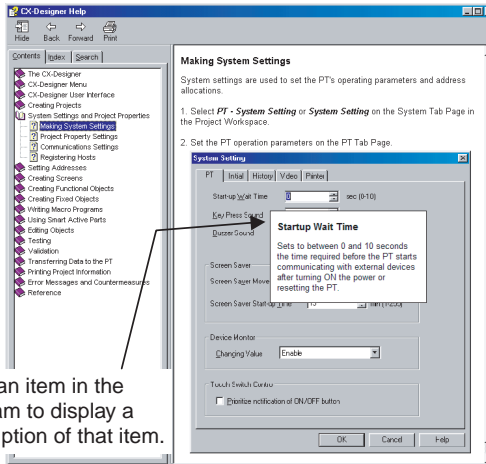 CX-Designer Help
Hide Back Forward Print
Contents Index Search
The CX-Designer
CX-Designer Menu
CX-Designer User Interface
Creating Projects
System Settings and Project Properties
Making System Settings
Project Property Settings
Communications Settings
Registering Hosts
Setting Addresses
Creating Screens
Creating Functional Objects
Creating Fixed Objects
Writing Macro Programs
Using Smart Active Parts
Editing Objects
Testing
Validation
Transferring Data to the PT
Printing Project Information
Error Messages and Countermeasures
Reference
an item in the
am to display a
ption of that item.
Making System Settings
System settings are used to set the PT's operating parameters and address
allocations.
1. Select PT - System Setting or System Setting on the System Tab Page in
the Project Workspace.
2. Set the PT operation parameters on the PT Tab Page.
System Setting
PT Initial History Video Printer
Start-up Wait Time 0 sec (0-10)
Key Press Sound
Buzzer Sound
Startup Wait Time
Sets to between 0 and 10 seconds
the time required before the PT starts
communicating with external devices
after turning ON the power or
resetting the PT.
Screen Saver
Screen Saver Move
Screen Saver Start-up Time
Device Monitor
Changing Value Enable
Touch Switch Control
Prioritize notification of ON/OFF button
OK Cancel Help